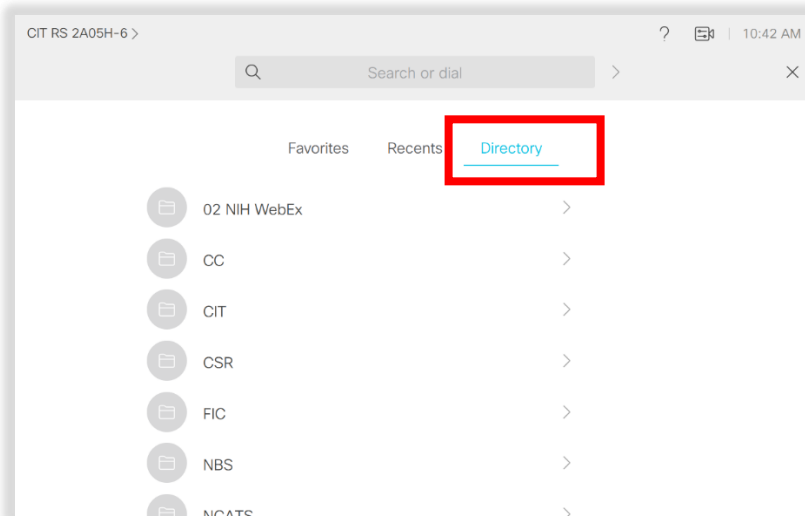 CIT RS 2A05H-6 > ? 10:42 AM
Search or dial >
Favorites Recents Directory
02 NIH WebEx >
CC >
CIT >
CSR >
FIC >
NBS >
NCATS >